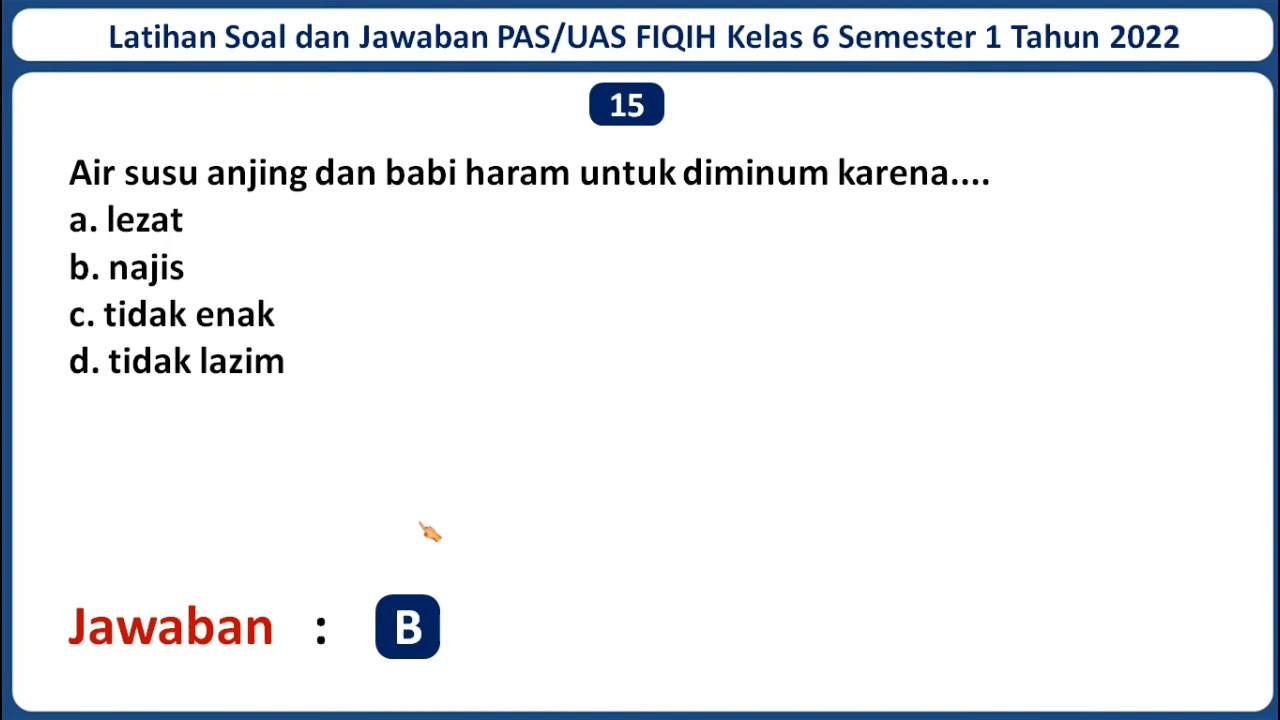 Latihan Soal dan Jawaban PAS/UAS FIQIH Kelas 6 Semester 1 Tahun 2022
15
Air susu anjing dan babi haram untuk diminum karena....
a. lezat
b. najis
c. tidak enak
d. tidak lazim
Jawaban : B